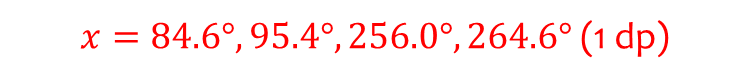 x = 84.6°, 95.4°, 256.0°, 264.6° (1 dp)